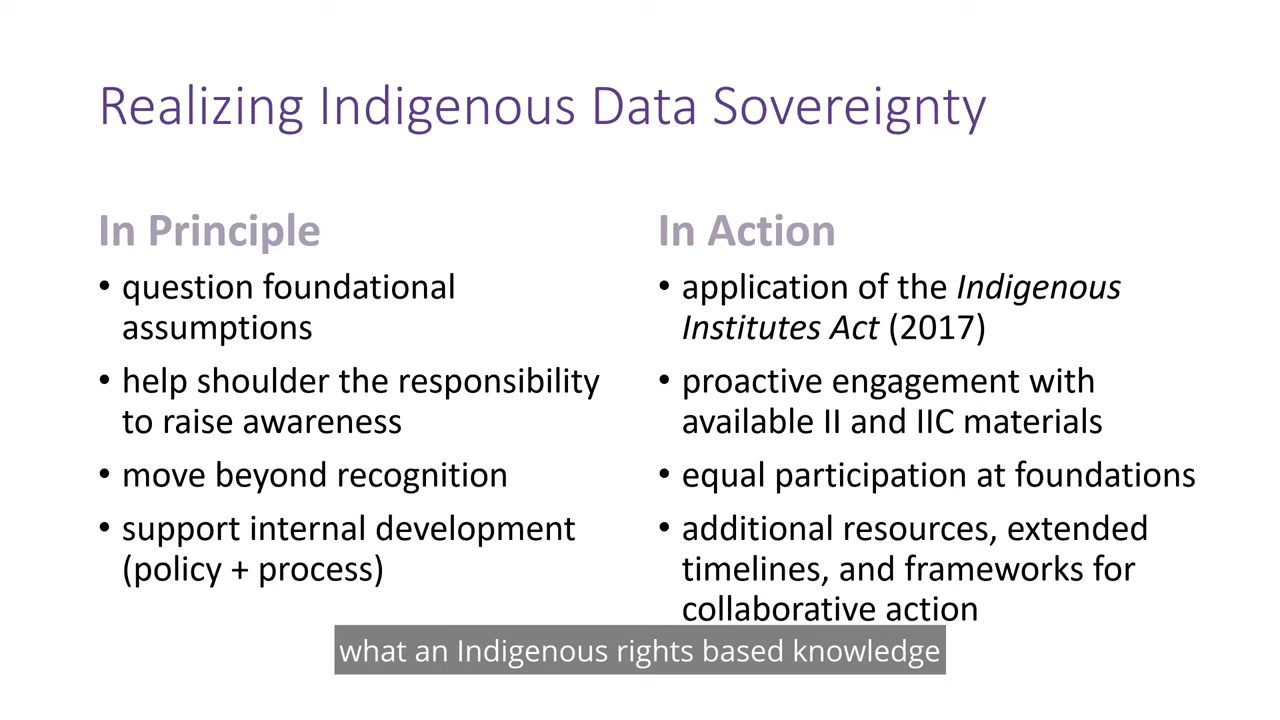 Realizing Indigenous Data Sovereignty
In Principle
• question foundational
assumptions
• help shoulder the responsibility
to raise awareness
• move beyond recognition
• support internal development
(policy + process)
In Action
• application of the Indigenous
Institutes Act (2017)
• proactive engagement with
available II and IIC materials
• equal participation at foundations
• additional resources, extended
timelines, and frameworks for
collaborative action
what an Indigenous rights based knowledge